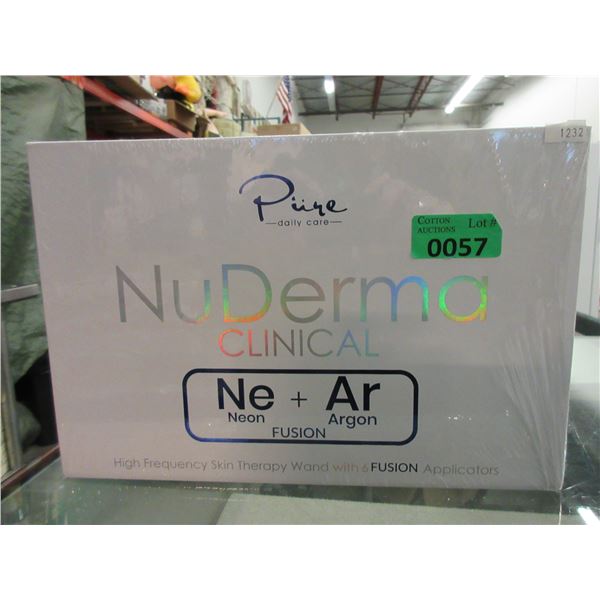 1232
Püre
daily care
COTTON AUCTIONS Lot #
0057
NuDerma
CLINICAL
Ne + Ar
Neon Argon
FUSION
High Frequency Skin Therapy Wand with 6 FUSION Applicators